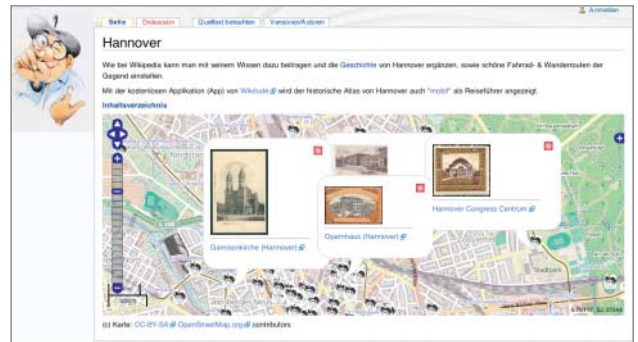 Anmelden
Seite Diskussion Quelltext betrachten Versionen/Autoren
Hannover
Wie bei Wikipedia kann man mit seinem Wissen dazu beitragen und die Geschichte von Hannover ergänzen, sowie schöne Fahrrad- & Wanderrouten der
Gegend einstellen.
Mit der kostenlosen Applikation (App) von Wikitude wird der historische Atlas von Hannover auch "mobil" als Reiseführer angezeigt.
Inhaltsverzeichnis
Nordstadt
Hannover Congress Centrum
Opernhaus (Hannover)
Garnisonkirche (Hannover)
Stadtpark
(c) Karte: CC-BY-SA OpenStreetMap.org contributors